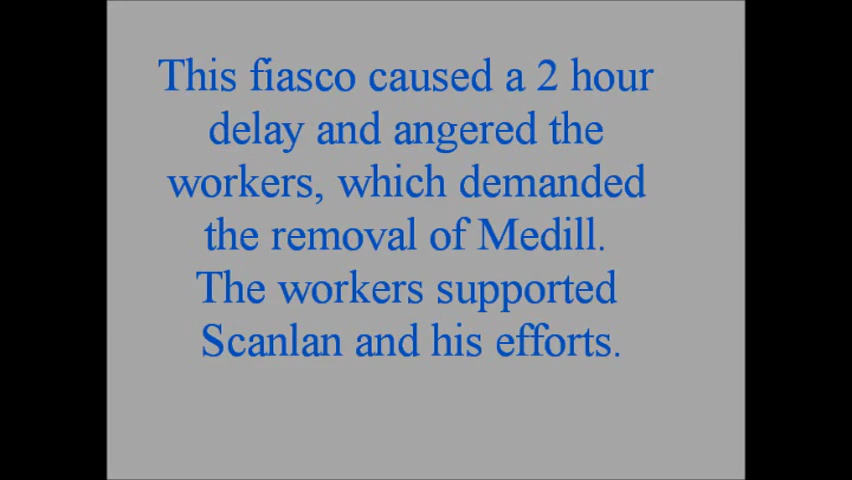 This fiasco caused a 2 hour
delay and angered the
workers, which demanded
the removal of Medill.
The workers supported
Scanlan and his efforts.